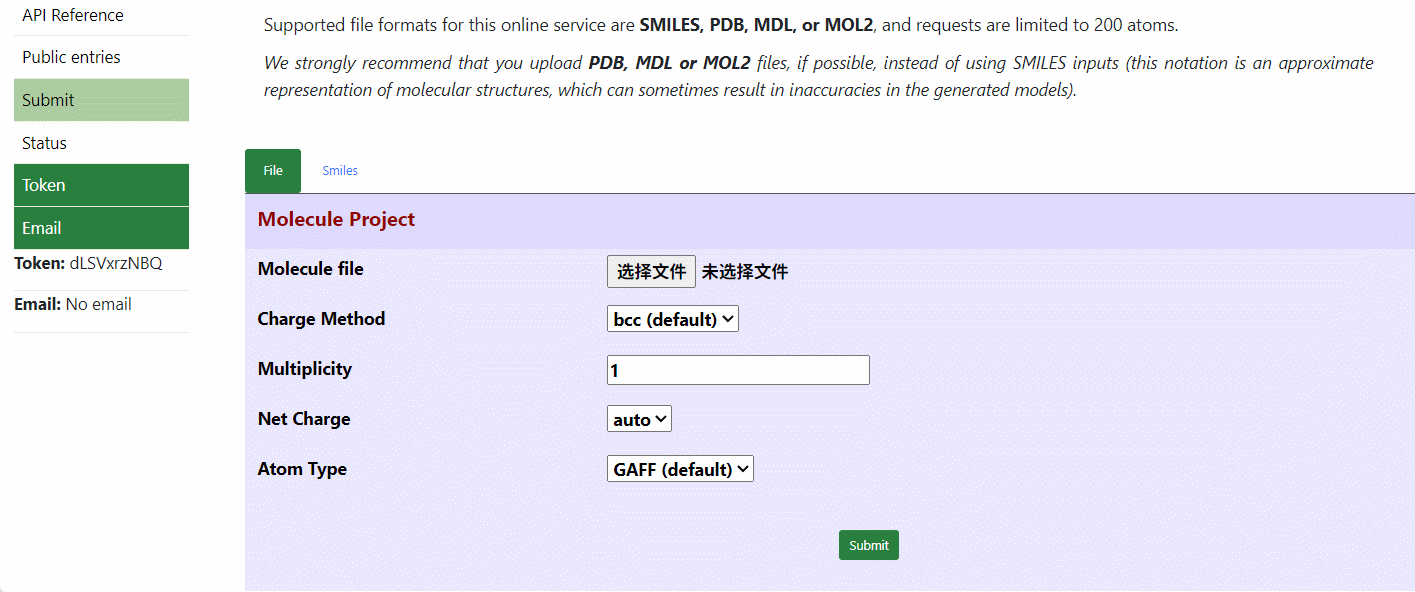 API Reference
Public entries
Submit
Status
Token
Email
Token: dLSVxrzNBQ
Email: No email
Supported file formats for this online service are SMILES, PDB, MDL, or MOL2, and requests are limited to 200 atoms.
We strongly recommend that you upload PDB, MDL or MOL2 files, if possible, instead of using SMILES inputs (this notation is an approximate
representation of molecular structures, which can sometimes result in inaccuracies in the generated models).
File Smiles
Molecule Project
Molecule file 选择文件 未选择文件
Charge Method bcc (default)
Multiplicity 1
Net Charge auto
Atom Type GAFF (default)
Submit